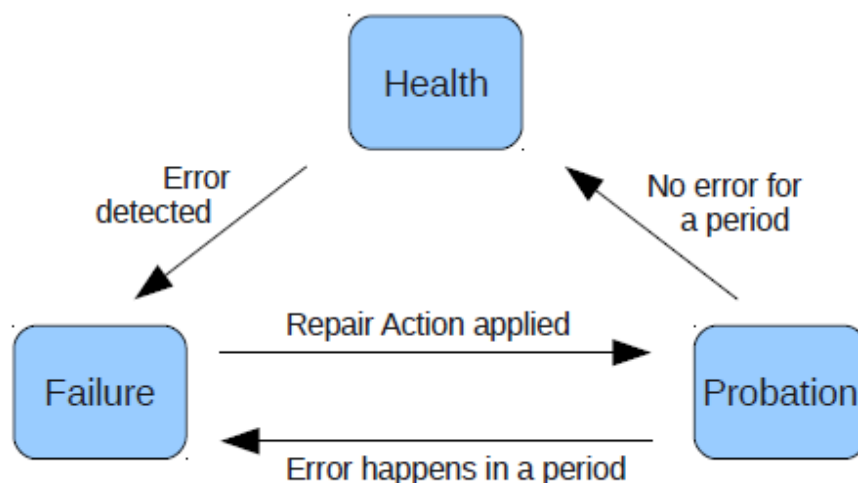 Health
Error
detected
No error for
a period
Repair Action applied
Failure
Probation
Error happens in a period